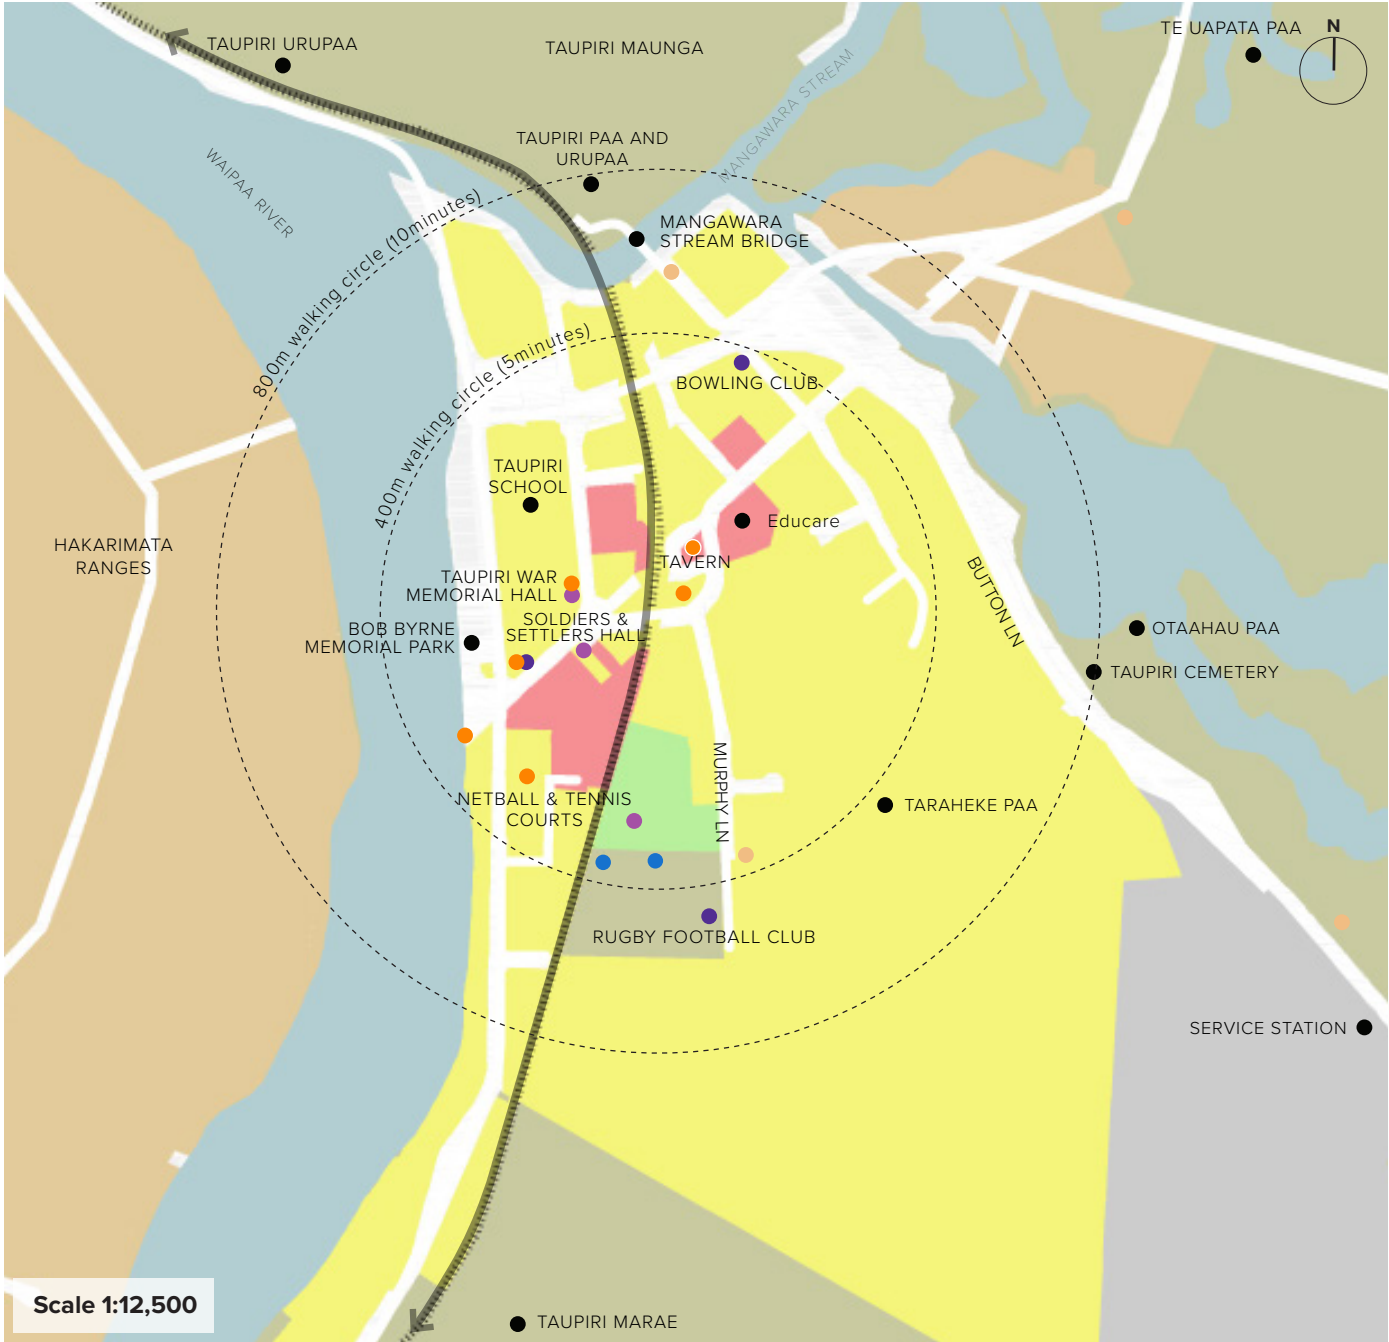 TE UAPATA PAA
N
TAUPIRI URUPAA
TAUPIRI MAUNGA
MANGAWARA STREAM
TAUPIRI PAA AND
URUPAA
WAIPAA RIVER
800m walking circle (10minutes)
MANGAWARA
STREAM BRIDGE
400m walking circle (5minutes)
BOWLING CLUB
TAUPIRI
SCHOOL
Educare
HAKARIMATA
RANGES
TAVERN
TAUPIRI WAR
MEMORIAL HALL
BUTTON LN
SOLDIERS &
SETTLERS HALL
BOB BYRNE
MEMORIAL PARK
OTAAHAU PAA
TAUPIRI CEMETERY
MURPHY LN
NETBALL & TENNIS
COURTS
TARAHEKE PAA
RUGBY FOOTBALL CLUB
SERVICE STATION
Scale 1:12,500
TAUPIRI MARAE